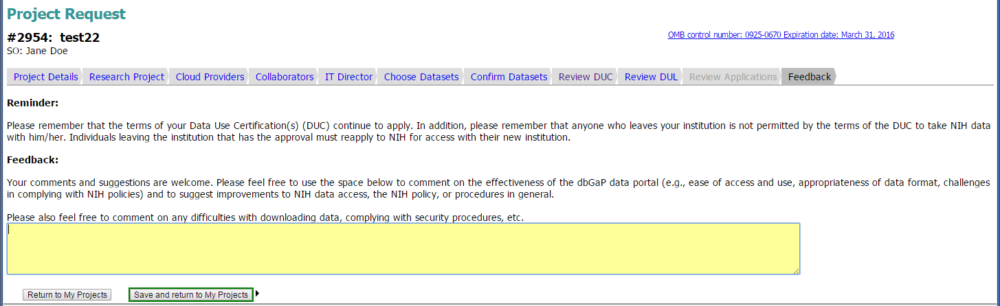 Project Request
#2954: test22
OMB control number: 0925-0670 Expiration date: March 31, 2016
SO: Jane Doe
Project Details Research Project Cloud Providers Collaborators IT Director Choose Datasets Confirm Datasets Review DUC Review DUL Review Applications Feedback
Reminder:
Please remember that the terms of your Data Use Certification(s) (DUC) continue to apply. In addition, please remember that anyone who leaves your institution is not permitted by the terms of the DUC to take NIH data
with him/her. Individuals leaving the institution that has the approval must reapply to NIH for access with their new institution.
Feedback:
Your comments and suggestions are welcome. Please feel free to use the space below to comment on the effectiveness of the dbGaP data portal (e.g., ease of access and use, appropriateness of data format, challenges
in complying with NIH policies) and to suggest improvements to NIH data access, the NIH policy, or procedures in general.
Please also feel free to comment on any difficulties with downloading data, complying with security procedures, etc.
Return to My Projects Save and return to My Projects